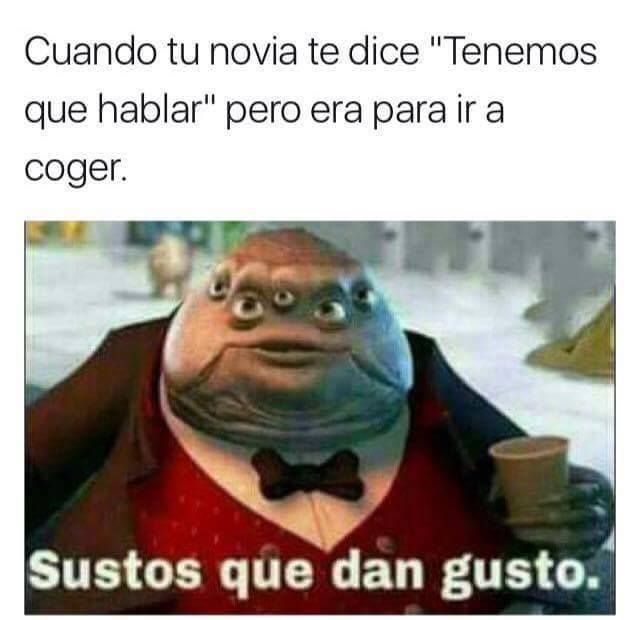 Cuando tu novia te dice "Tenemos
que hablar" pero era para ir a
coger.
Sustos que dan gusto.